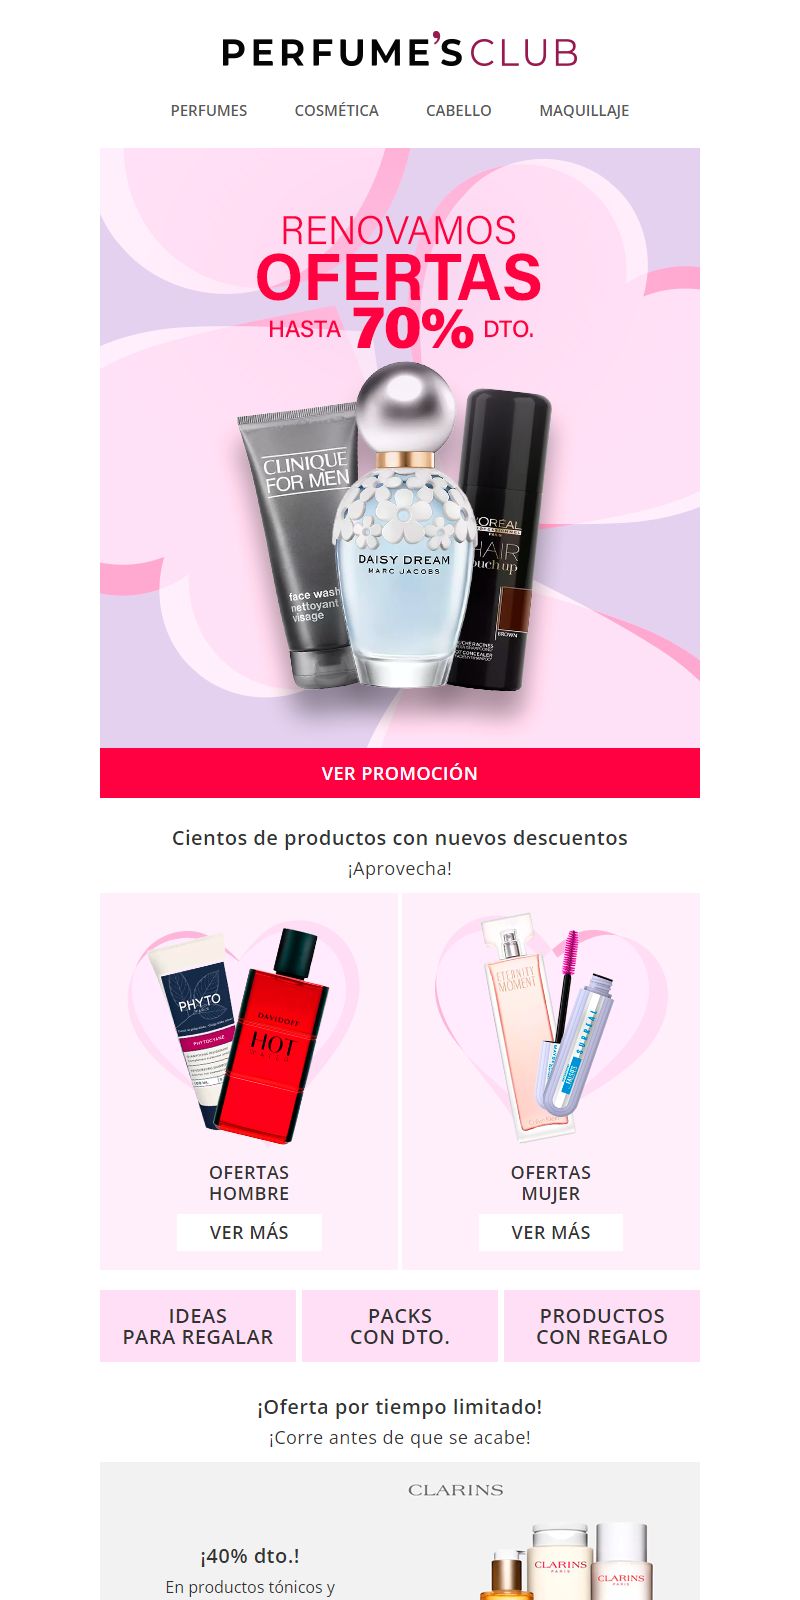 PERFUME'S CLUB
PERFUMES COSMÉTICA CABELLO MAQUILLAJE
RENOVAMOS
OFERTAS
HASTA 70% DTO.
CLINIQUE
FOR MEN
face wash
nettoyant
visage
DAISY DREAM
MARC JACOBS
ORÉAL
HAIR
ouch up
BROWN
VER PROMOCIÓN
Cientos de productos con nuevos descuentos
¡Aprovecha!
PHYTO
PHYTOCYANE
DAVIDOFF
HOT
ETERNITY
MOMENT
SURREAL
FALSIES
OFERTAS
HOMBRE
VER MÁS
OFERTAS
MUJER
VER MÁS
IDEAS
PARA REGALAR
PACKS
CON DTO.
PRODUCTOS
CON REGALO
¡Oferta por tiempo limitado!
¡Corre antes de que se acabe!
CLARINS
¡40% dto.!
En productos tónicos y
CLARINS
PARIS
CLARINS
PARIS